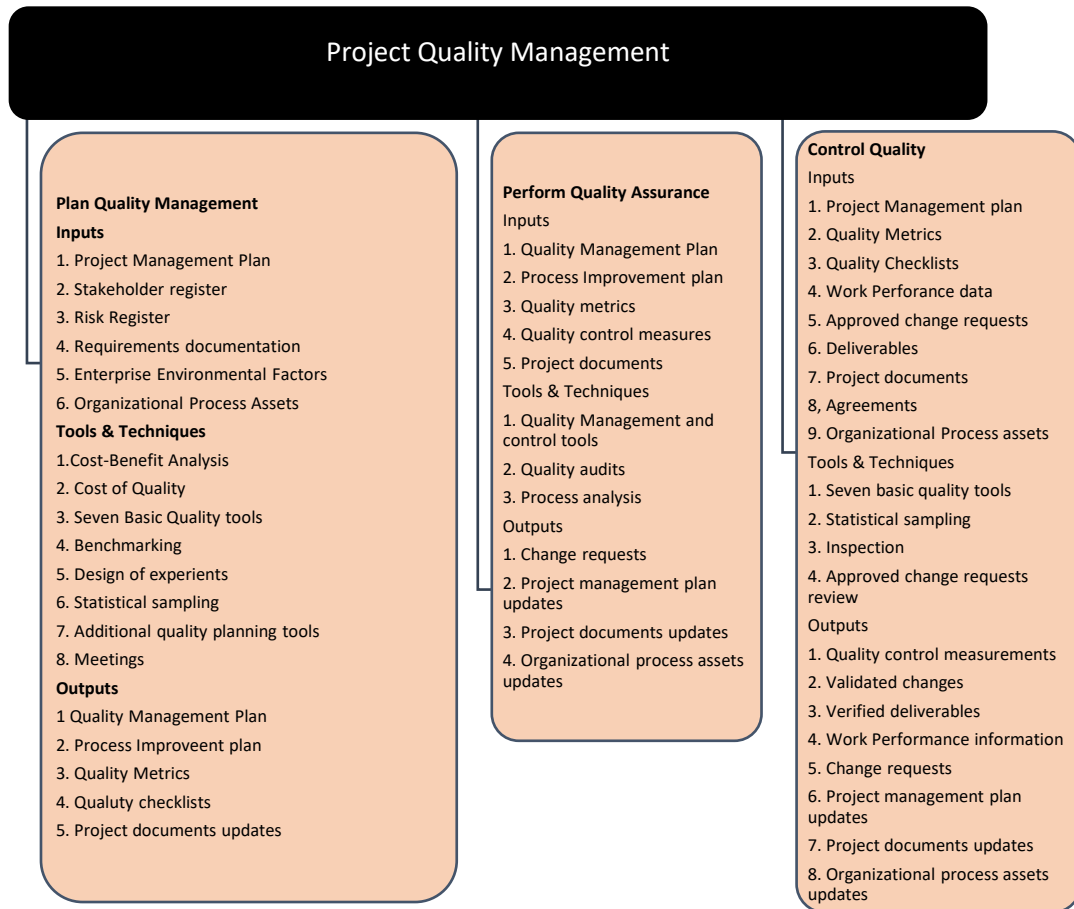 Project Quality Management
Plan Quality Management
Inputs
1. Project Management Plan
2. Stakeholder register
3. Risk Register
4. Requirements documentation
5. Enterprise Environmental Factors
6. Organizational Process Assets
Tools & Techniques
1.Cost-Benefit Analysis
2. Cost of Quality
3. Seven Basic Quality tools
4. Benchmarking
5. Design of experients
6. Statistical sampling
7. Additional quality planning tools
8. Meetings
Outputs
1 Quality Management Plan
2. Process Improveent plan
3. Quality Metrics
4. Qualuty checklists
5. Project documents updates
Perform Quality Assurance
Inputs
1. Quality Management Plan
2. Process Improvement plan
3. Quality metrics
4. Quality control measures
5. Project documents
Tools & Techniques
1. Quality Management and
control tools
2. Quality audits
3. Process analysis
Outputs
1. Change requests
2. Project management plan
updates
3. Project documents updates
4. Organizational process assets
updates
Control Quality
Inputs
1. Project Management plan
2. Quality Metrics
3. Quality Checklists
4. Work Perforance data
5. Approved change requests
6. Deliverables
7. Project documents
8, Agreements
9. Organizational Process assets
Tools & Techniques
1. Seven basic quality tools
2. Statistical sampling
3. Inspection
4. Approved change requests
review
Outputs
1. Quality control measurements
2. Validated changes
3. Verified deliverables
4. Work Performance information
5. Change requests
6. Project management plan
updates
7. Project documents updates
8. Organizational process assets
updates